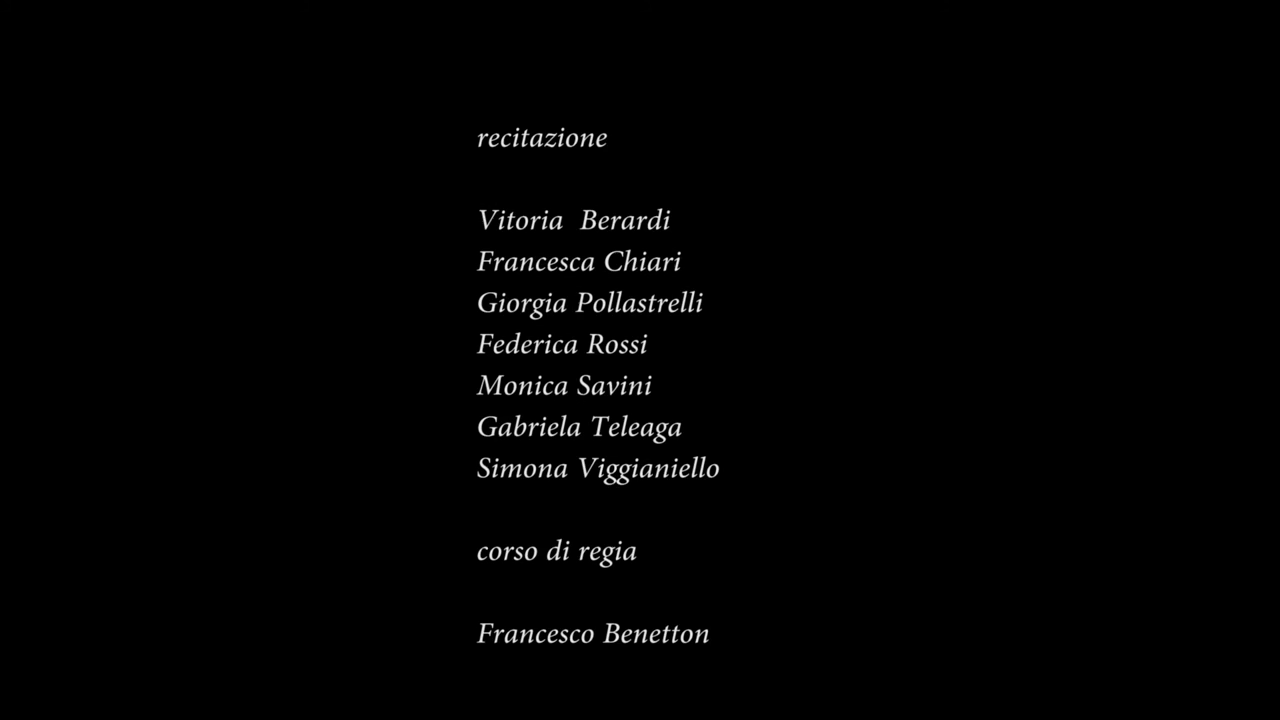 recitazione
Vitoria  Berardi
Francesca Chiari
Giorgia Pollastrelli
Federica Rossi
Monica Savini
Gabriela Teleaga
Simona Viggianiello
corso di regia
Francesco Benetton